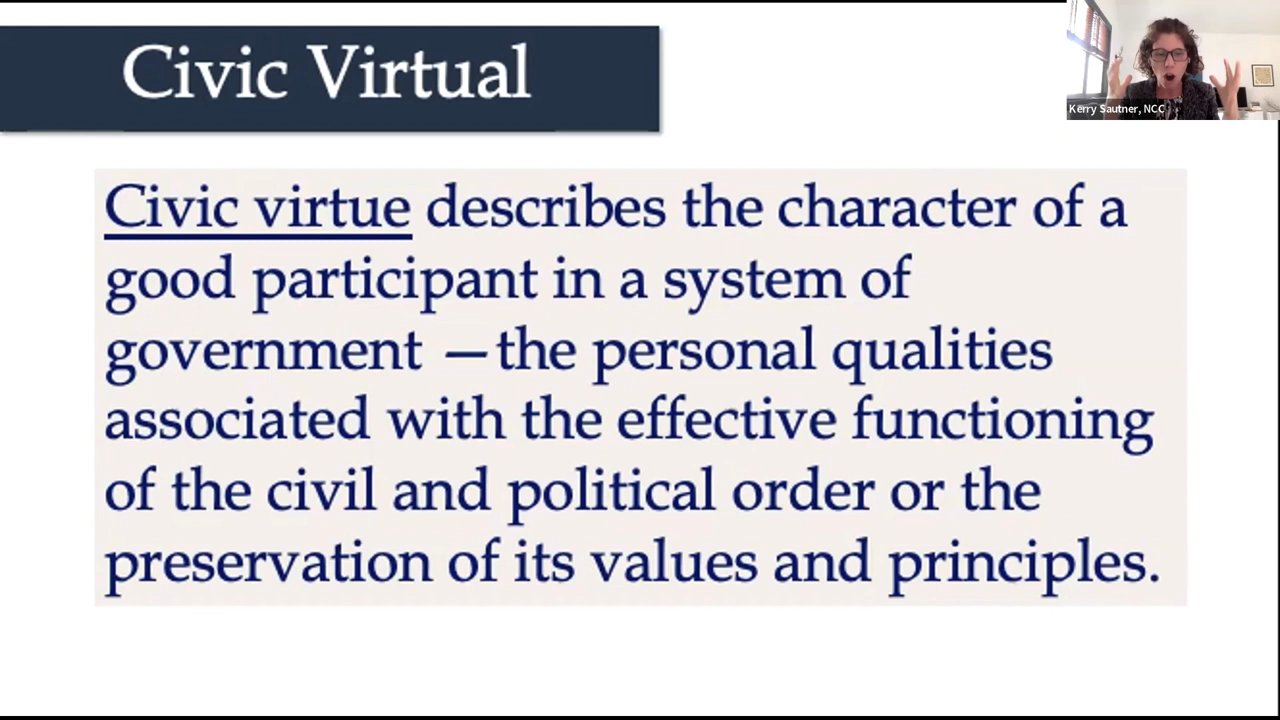 Civic Virtual
Kerry Sautner, NCC
Civic virtue describes the character of a
good participant in a system of
government —the personal qualities
associated with the effective functioning
of the civil and political order or the
preservation of its values and principles.